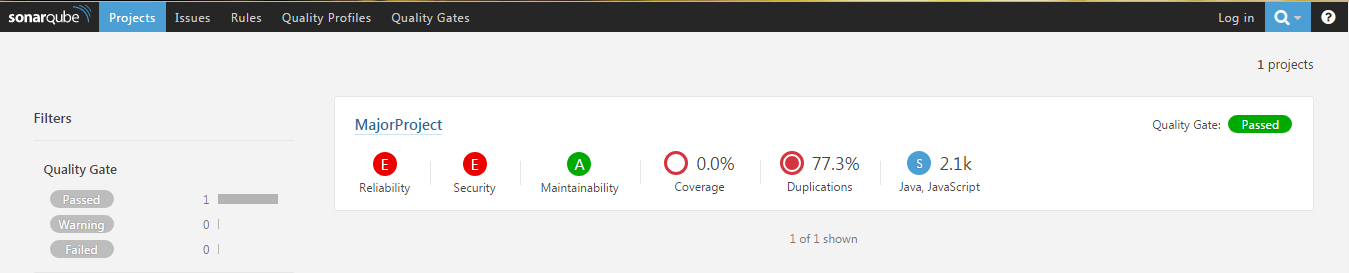 sonarqube Projects Issues Rules Quality Profiles Quality Gates Log in ?
1 projects
Filters
MajorProject
Quality Gate: Passed
E
Reliability
E
Security
A
Maintainability
0.0%
Coverage
77.3%
Duplications
S 2.1k
Java, JavaScript
Quality Gate
Passed 1
Warning 0
Failed 0
1 of 1 shown